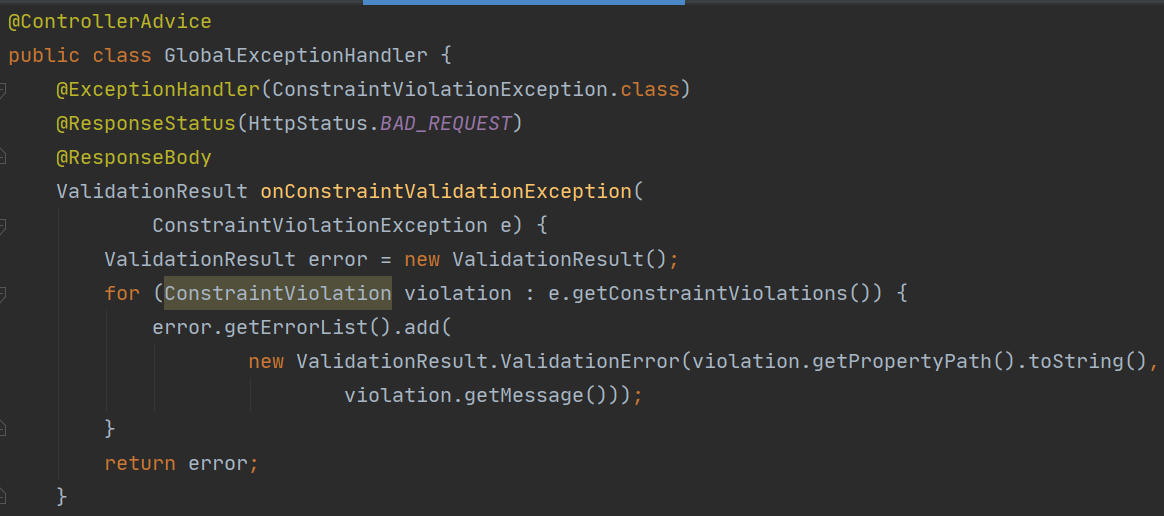 @ControllerAdvice
public class GlobalExceptionHandler {
@ExceptionHandler(ConstraintViolationException.class)
@ResponseStatus(HttpStatus.BAD_REQUEST)
@ResponseBody
ValidationResult onConstraintValidationException(
ConstraintViolationException e) {
ValidationResult error = new ValidationResult();
for (ConstraintViolation violation : e.getConstraintViolations()) {
error.getErrorList().add(
new ValidationResult.ValidationError(violation.getPropertyPath().toString(),
violation.getMessage()));
}
return error;
}